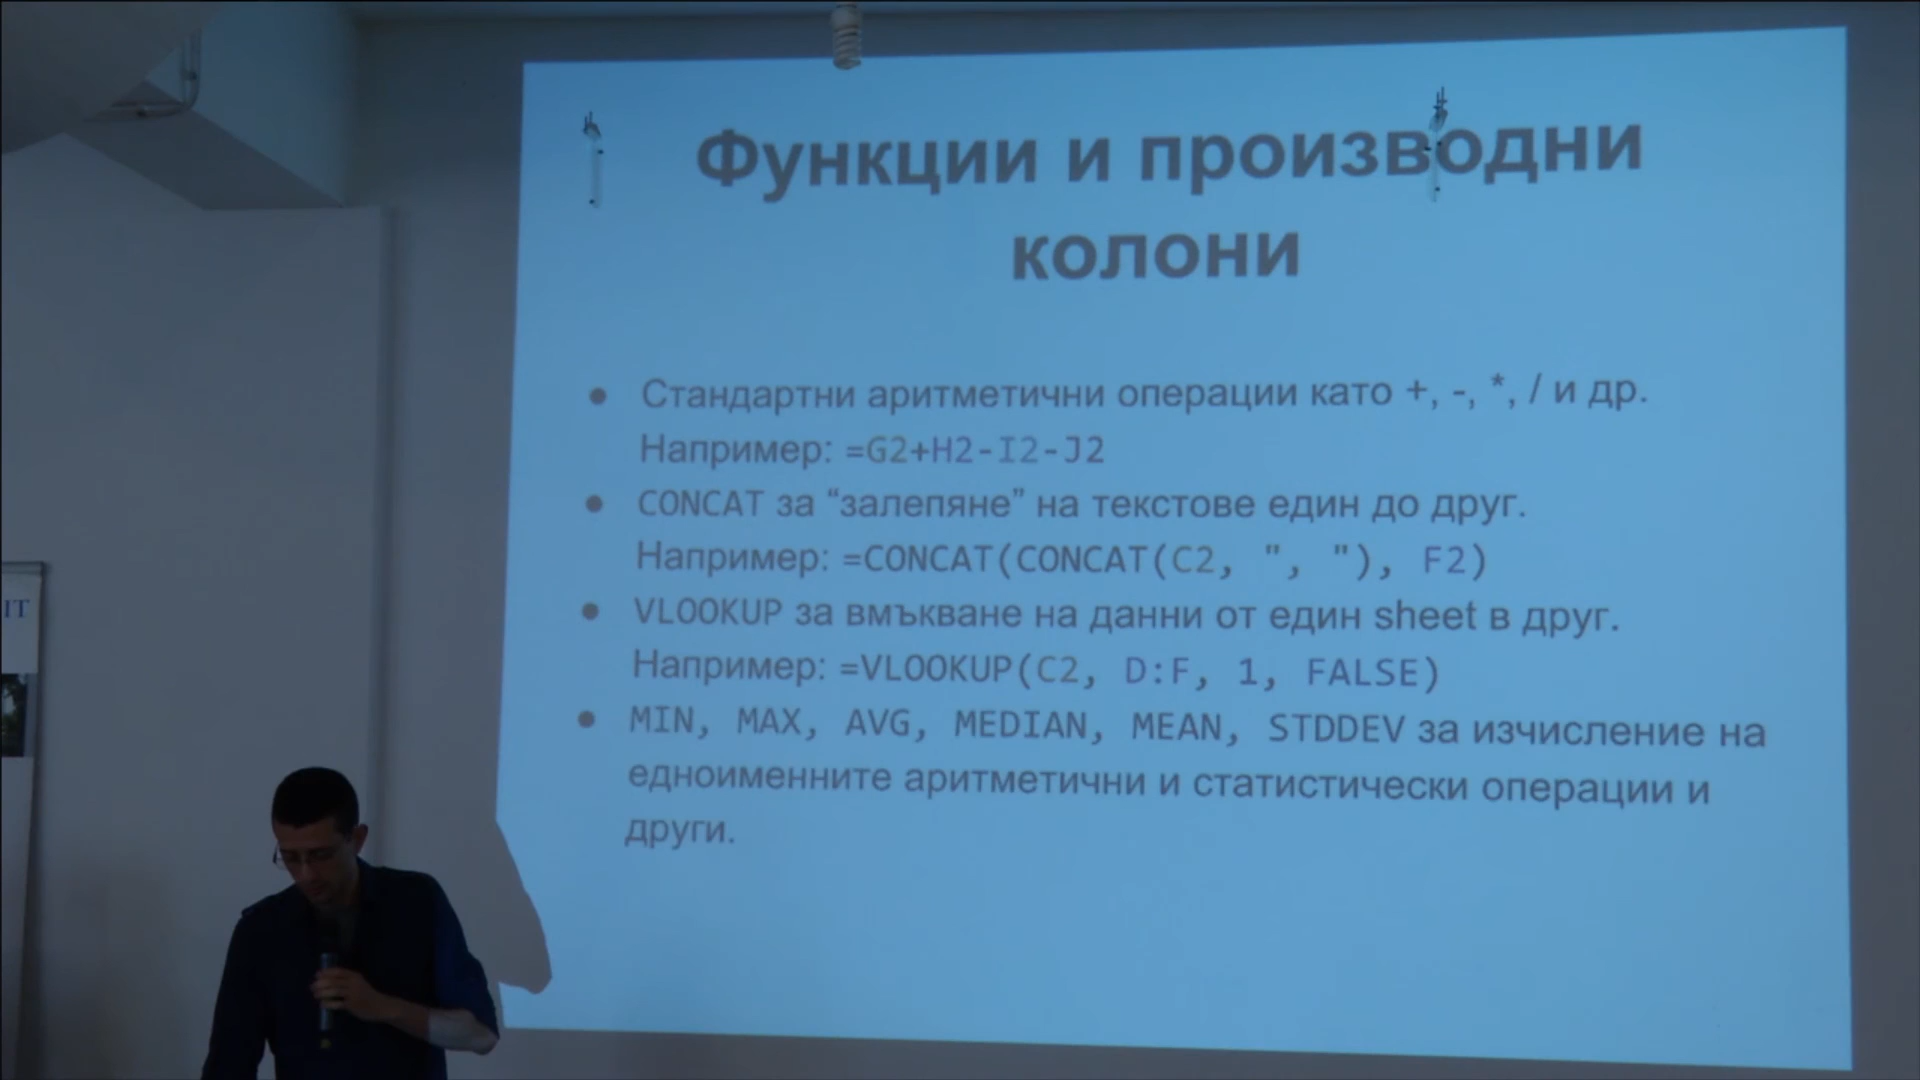 Функции и производни
колони
● Стандартни аритметични операции като +, -, *, / и др.
Например: =G2+H2-I2-J2
● CONCAT за “залепяне” на текстове един до друг.
Например: =CONCAT(CONCAT(C2, ", "), F2)
● VLOOKUP за вмъкване на данни от един sheet в друг.
Например: =VLOOKUP(C2, D:F, 1, FALSE)
● MIN, MAX, AVG, MEDIAN, MEAN, STDDEV за изчисление на
едноименните аритметични и статистически операции и
други.
IT